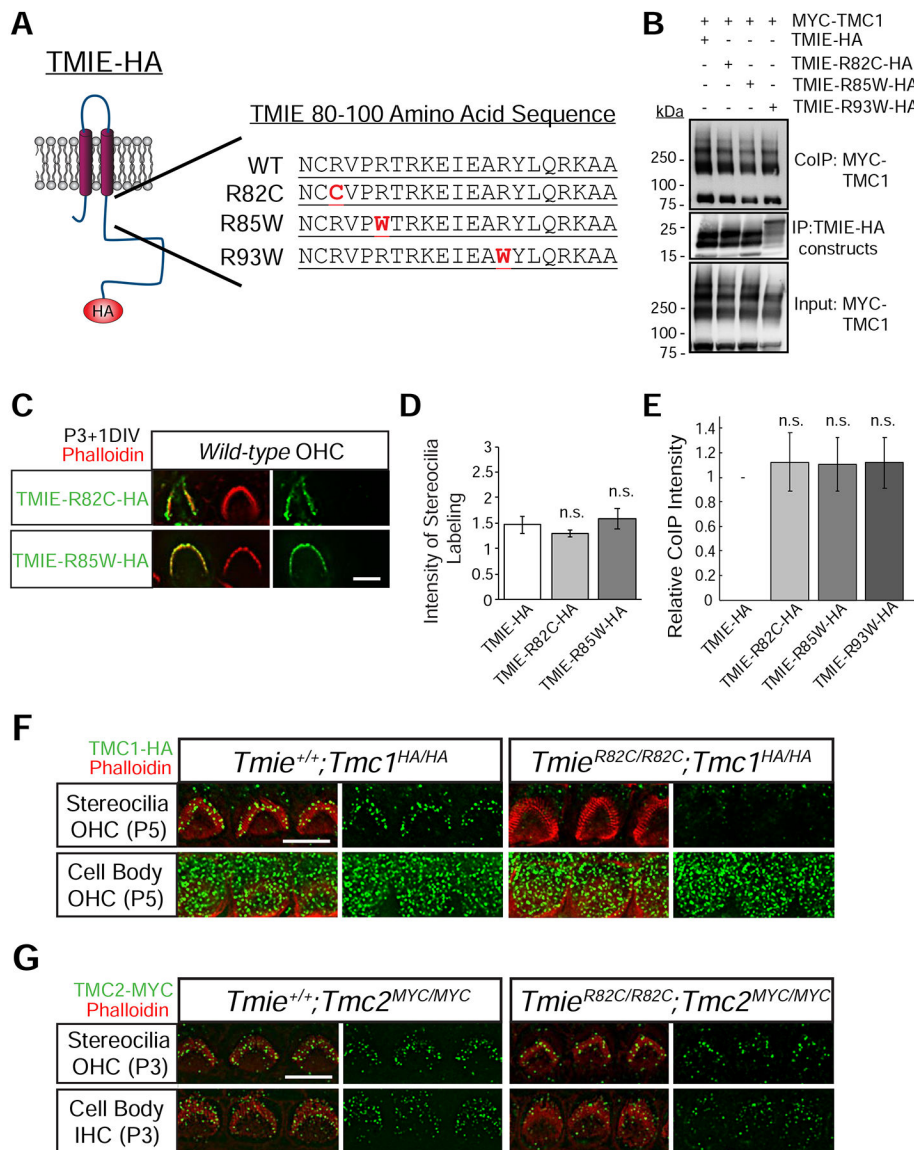 A
TMIE-HA
HA
TMIE 80-100 Amino Acid Sequence
WT NCRVPRTRKEIEARYLQRKAA
R82C NCCVPRTRKEIEARYLQRKAA
R85W NCRVPWTRKEIEARYLQRKAA
R93W NCRVPRTRKEIEAWYLQRKAA
B
+ + + + MYC-TMC1
+ - - - TMIE-HA
- + - - TMIE-R82C-HA
- - + - TMIE-R85W-HA
- - - + TMIE-R93W-HA
kDa
250 -
100 -
75 -
CoIP: MYC-
TMC1
25 -
15 -
IP:TMIE-HA
constructs
250 -
100 -
75 -
Input: MYC-
TMC1
C
P3+1DIV
Phalloidin
Wild-type OHC
TMIE-R82C-HA
TMIE-R85W-HA
D
Intensity of Stereocilia
Labeling
3
2.5
2
1.5
1
0.5
0
n.s.
n.s.
TMIE-HA
TMIE-R82C-HA
TMIE-R85W-HA
E
Relative CoIP Intensity
1.4
1.2
1
0.8
0.6
0.4
0.2
0
-
n.s.
n.s.
n.s.
TMIE-HA
TMIE-R82C-HA
TMIE-R85W-HA
TMIE-R93W-HA
F
TMC1-HA
Phalloidin
Tmie+/+;Tmc1HA/HA
TmieR82C/R82C;Tmc1HA/HA
Stereocilia
OHC (P5)
Cell Body
OHC (P5)
G
TMC2-MYC
Phalloidin
Tmie+/+;Tmc2MYC/MYC
TmieR82C/R82C;Tmc2MYC/MYC
Stereocilia
OHC (P3)
Cell Body
IHC (P3)